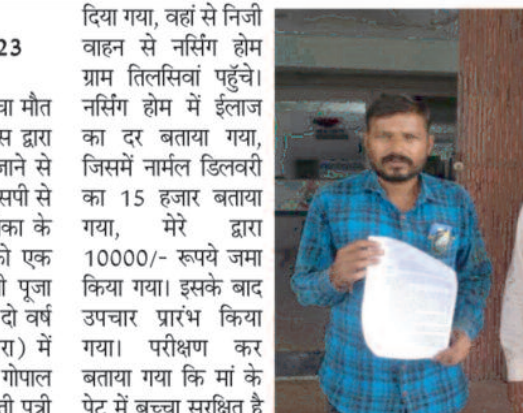 23
वा मौत
स द्वारा
जाने से
सपी से
का के
को एक
ी पूजा
दो वर्ष
रा) में
गोपाल
ती पुत्री
दिया गया, वहां से निजी
वाहन से नर्सिंग होम
ग्राम तिलसिवां पहुॅंचे।
नर्सिंग होम में ईलाज
का दर बताया गया,
जिसमें नार्मल डिलवरी
का 15 हजार बताया
गया, मेरे द्वारा
10000/- रूपये जमा
किया गया। इसके बाद
उपचार प्रारंभ किया
गया। परीक्षण कर
बताया गया कि मां के
पेट में बच्चा सुरक्षित है